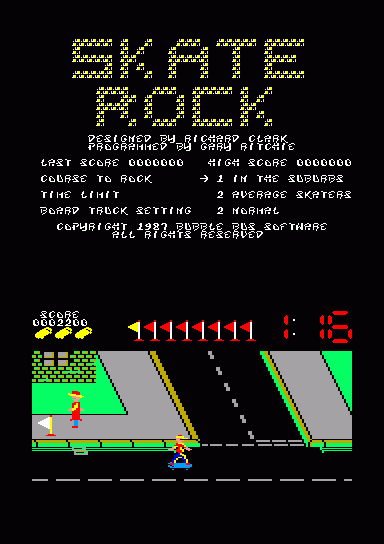 SKATE
ROCK
DESIGNED BY RICHARD CLARK
PROGRAMMED BY GARY RITCHIE
LAST SCORE 0000000 HIGH SCORE 0000000
COURSE TO ROCK → 1 IN THE SUBURBS
TIME LIMIT 2 AVERAGE SKATERS
BOARD TRUCK SETTING 2 NORMAL
COPYRIGHT 1987 BUBBLE BUS SOFTWARE
ALL RIGHTS RESERVED
SCORE
0002200
1: 16